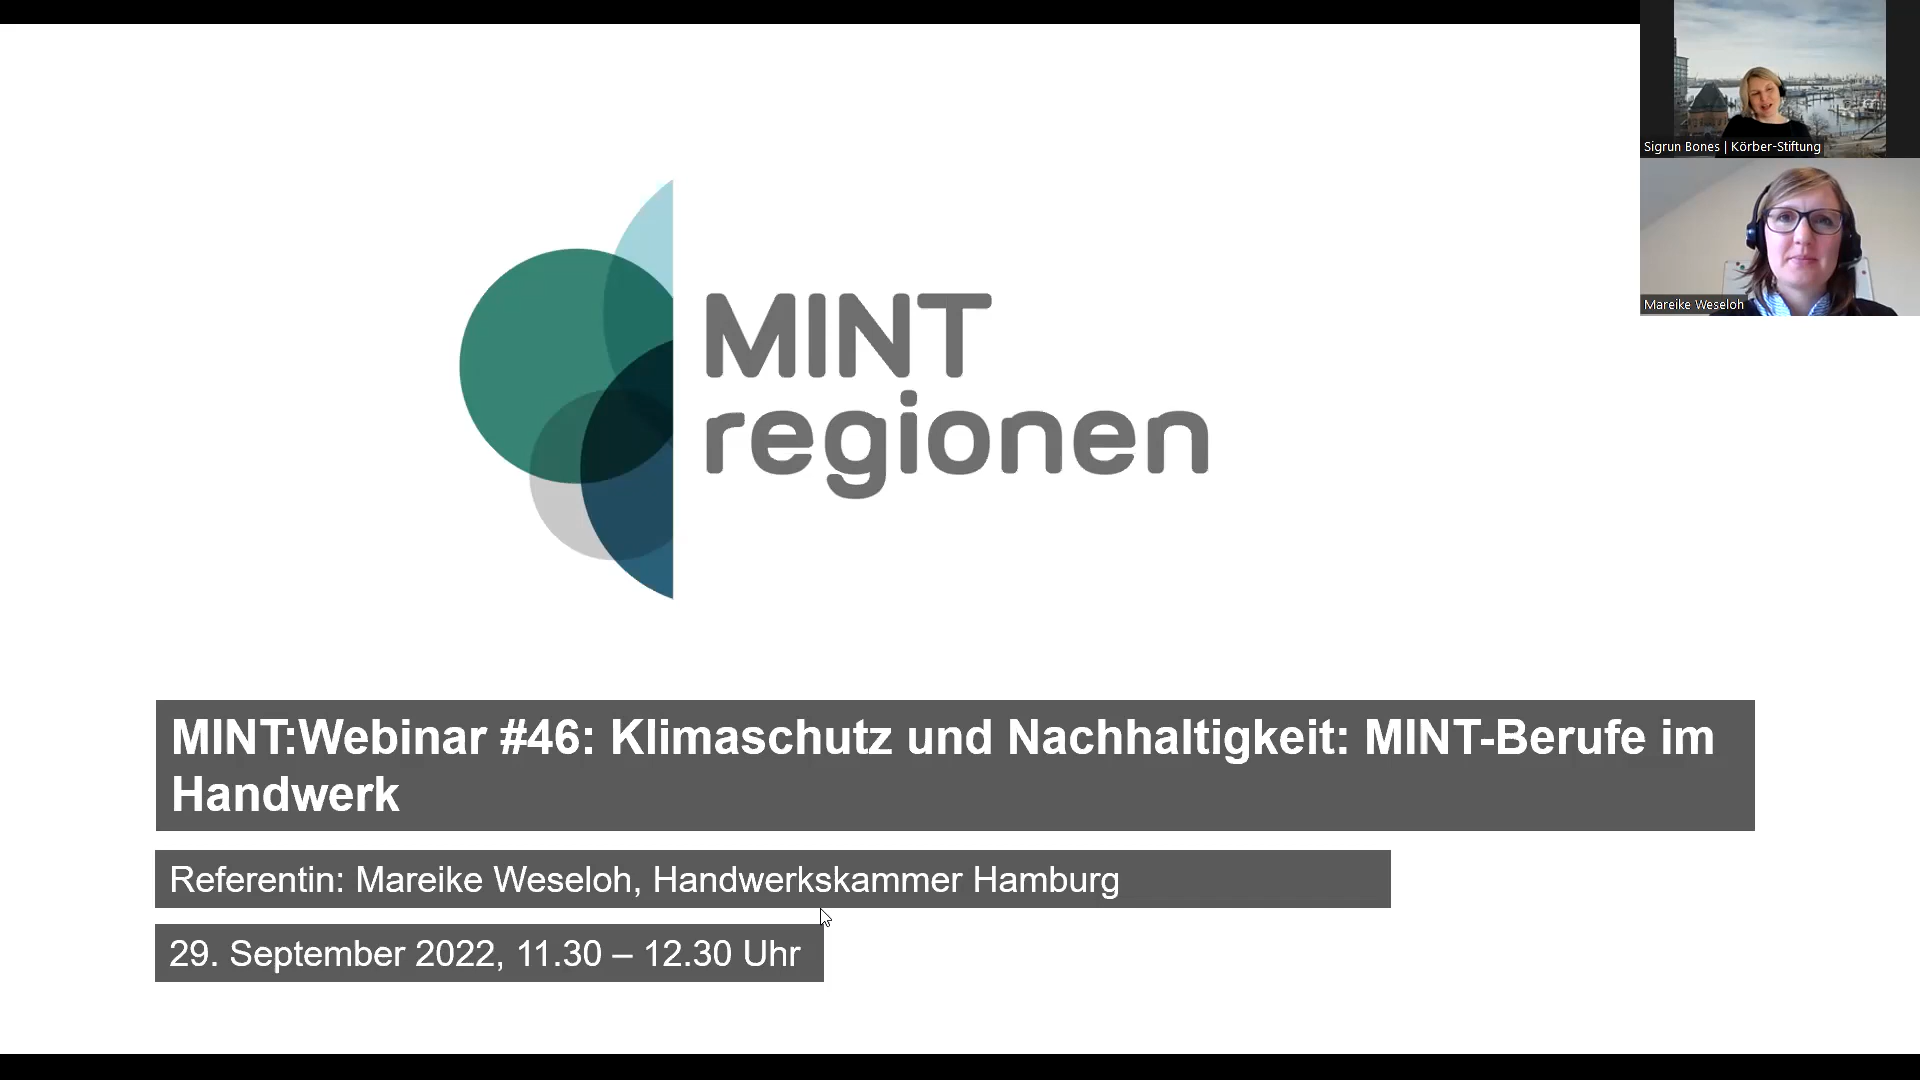 Sigrun Bones | Körber-Stiftung
Mareike Weseloh
MINT
regionen
MINT:Webinar #46: Klimaschutz und Nachhaltigkeit: MINT-Berufe im
Handwerk
Referentin: Mareike Weseloh, Handwerkskammer Hamburg
29. September 2022, 11.30 – 12.30 Uhr